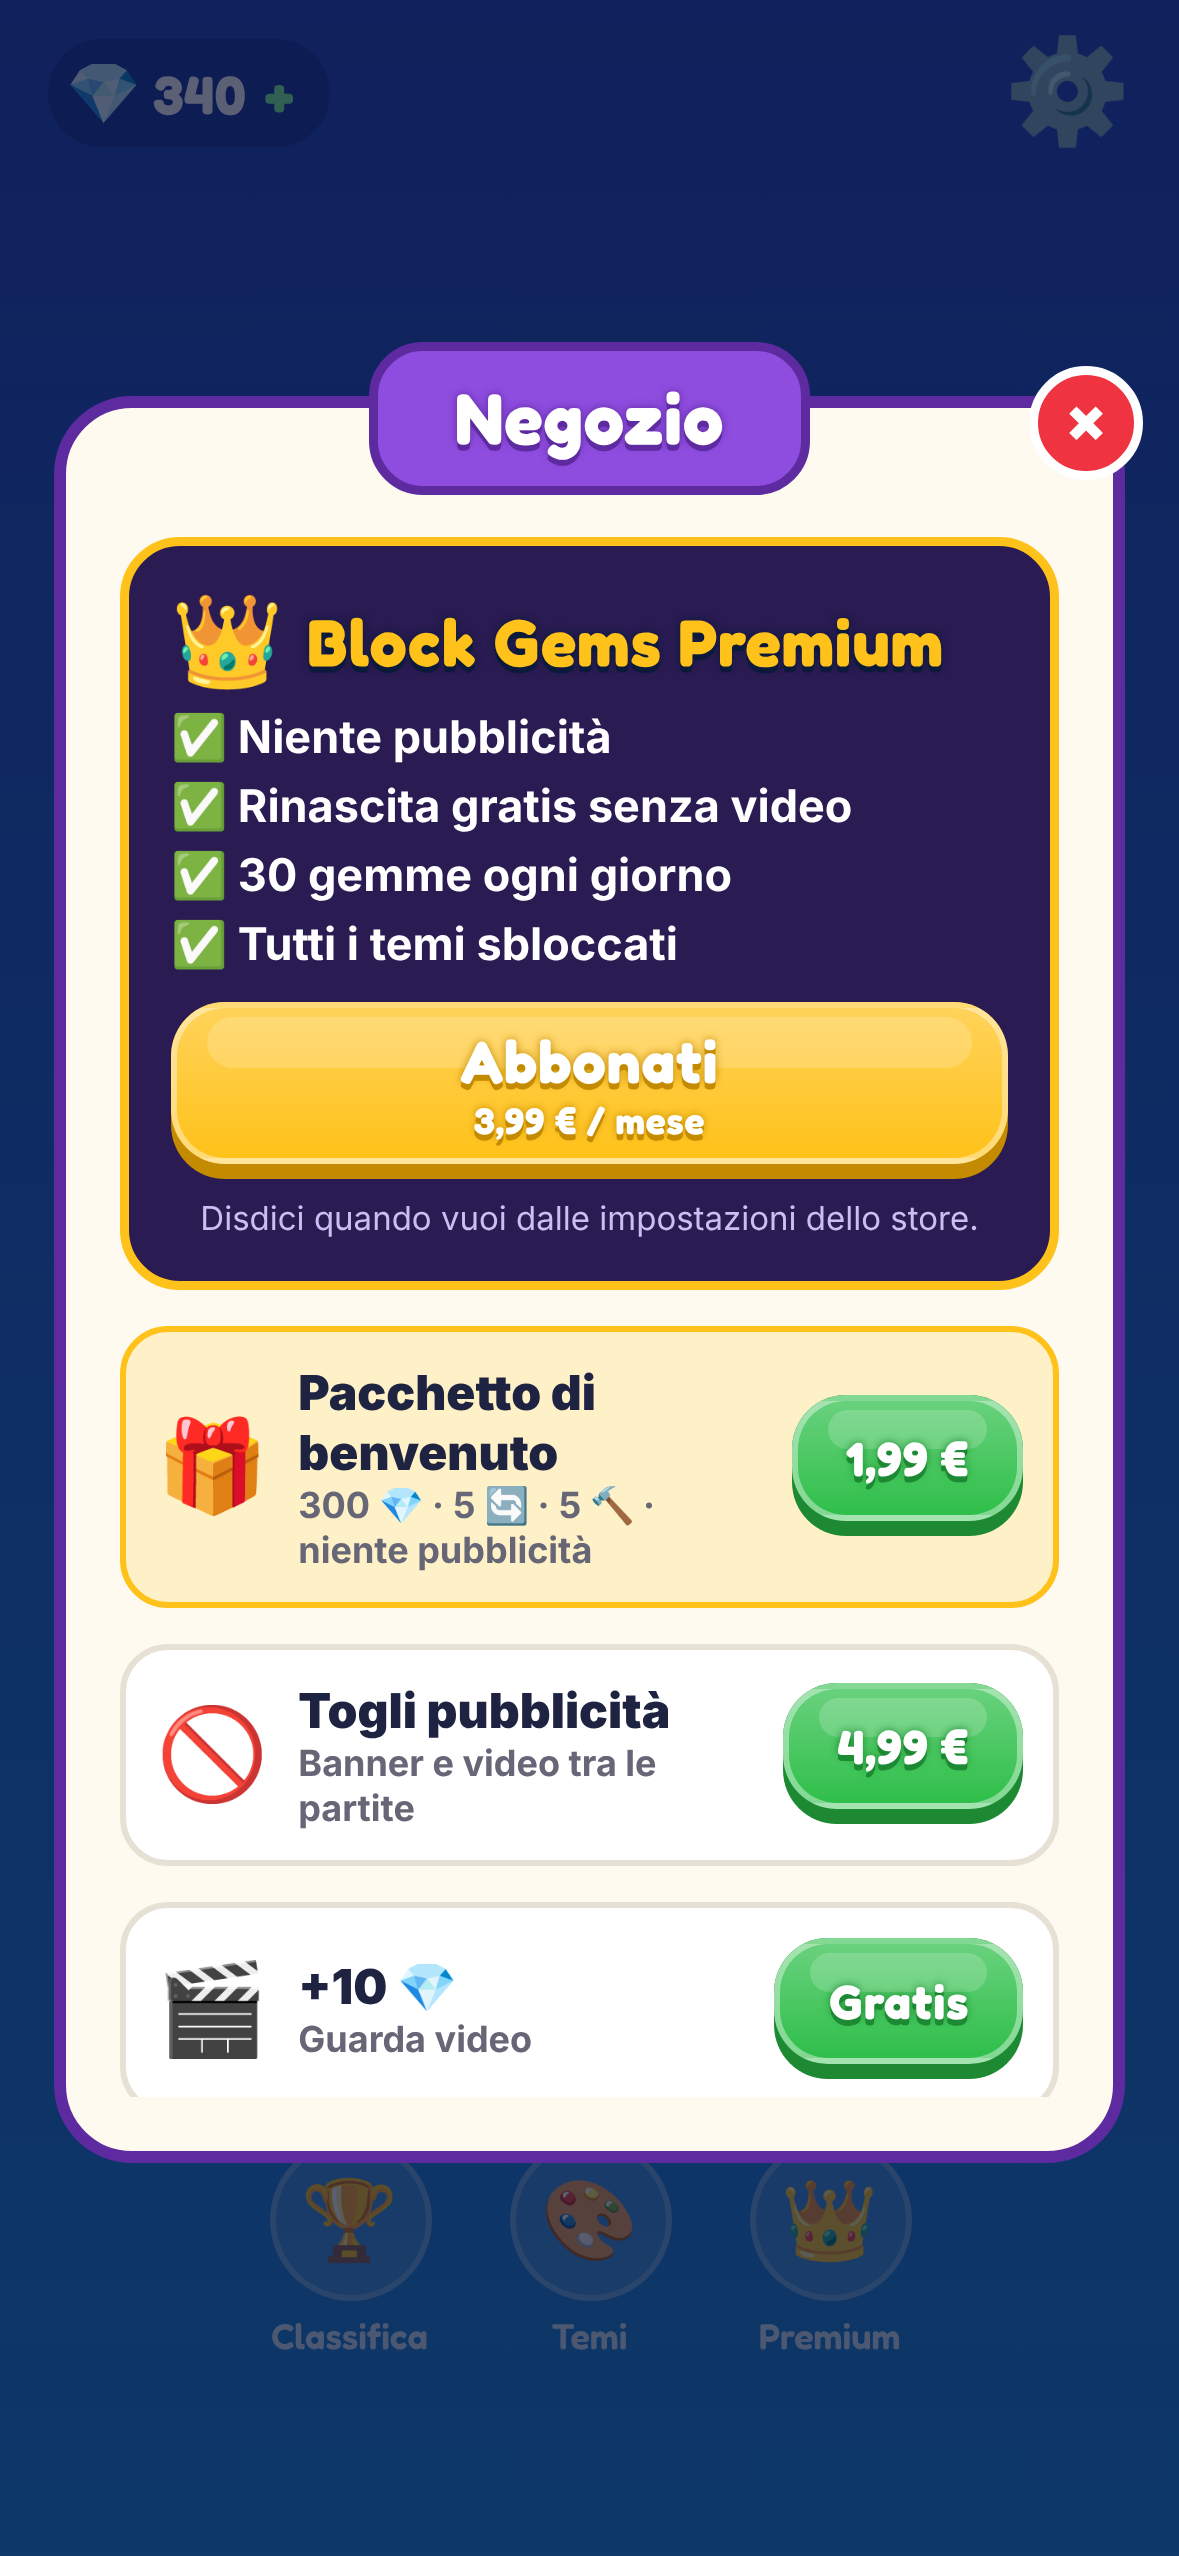 340 +
Negozio
Block Gems Premium
Niente pubblicità
Rinascita gratis senza video
30 gemme ogni giorno
Tutti i temi sbloccati
Abbonati
3,99 € / mese
Disdici quando vuoi dalle impostazioni dello store.
Pacchetto di
benvenuto
300 💎 · 5 🔄 · 5 🔨 ·
niente pubblicità
1,99 €
Togli pubblicità
Banner e video tra le
partite
4,99 €
+10 💎
Guarda video
Gratis
Classifica
Temi
Premium